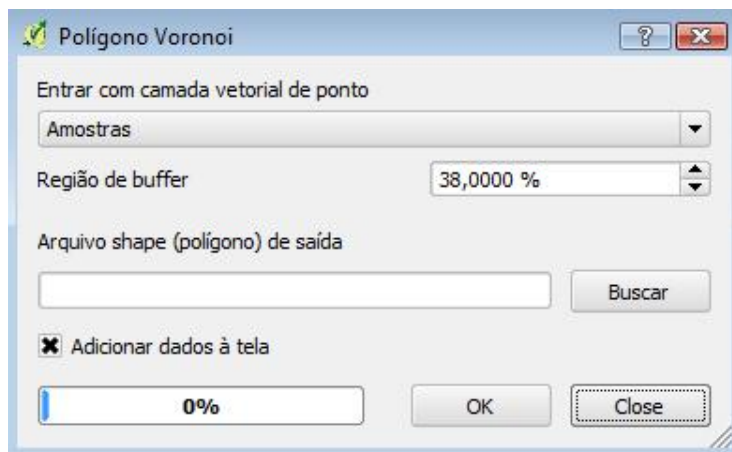 Polígono Voronoi
Entrar com camada vetorial de ponto
Amostras
Região de buffer 38,0000 %
Arquivo shape (polígono) de saída
Buscar
Adicionar dados à tela
0% OK Close